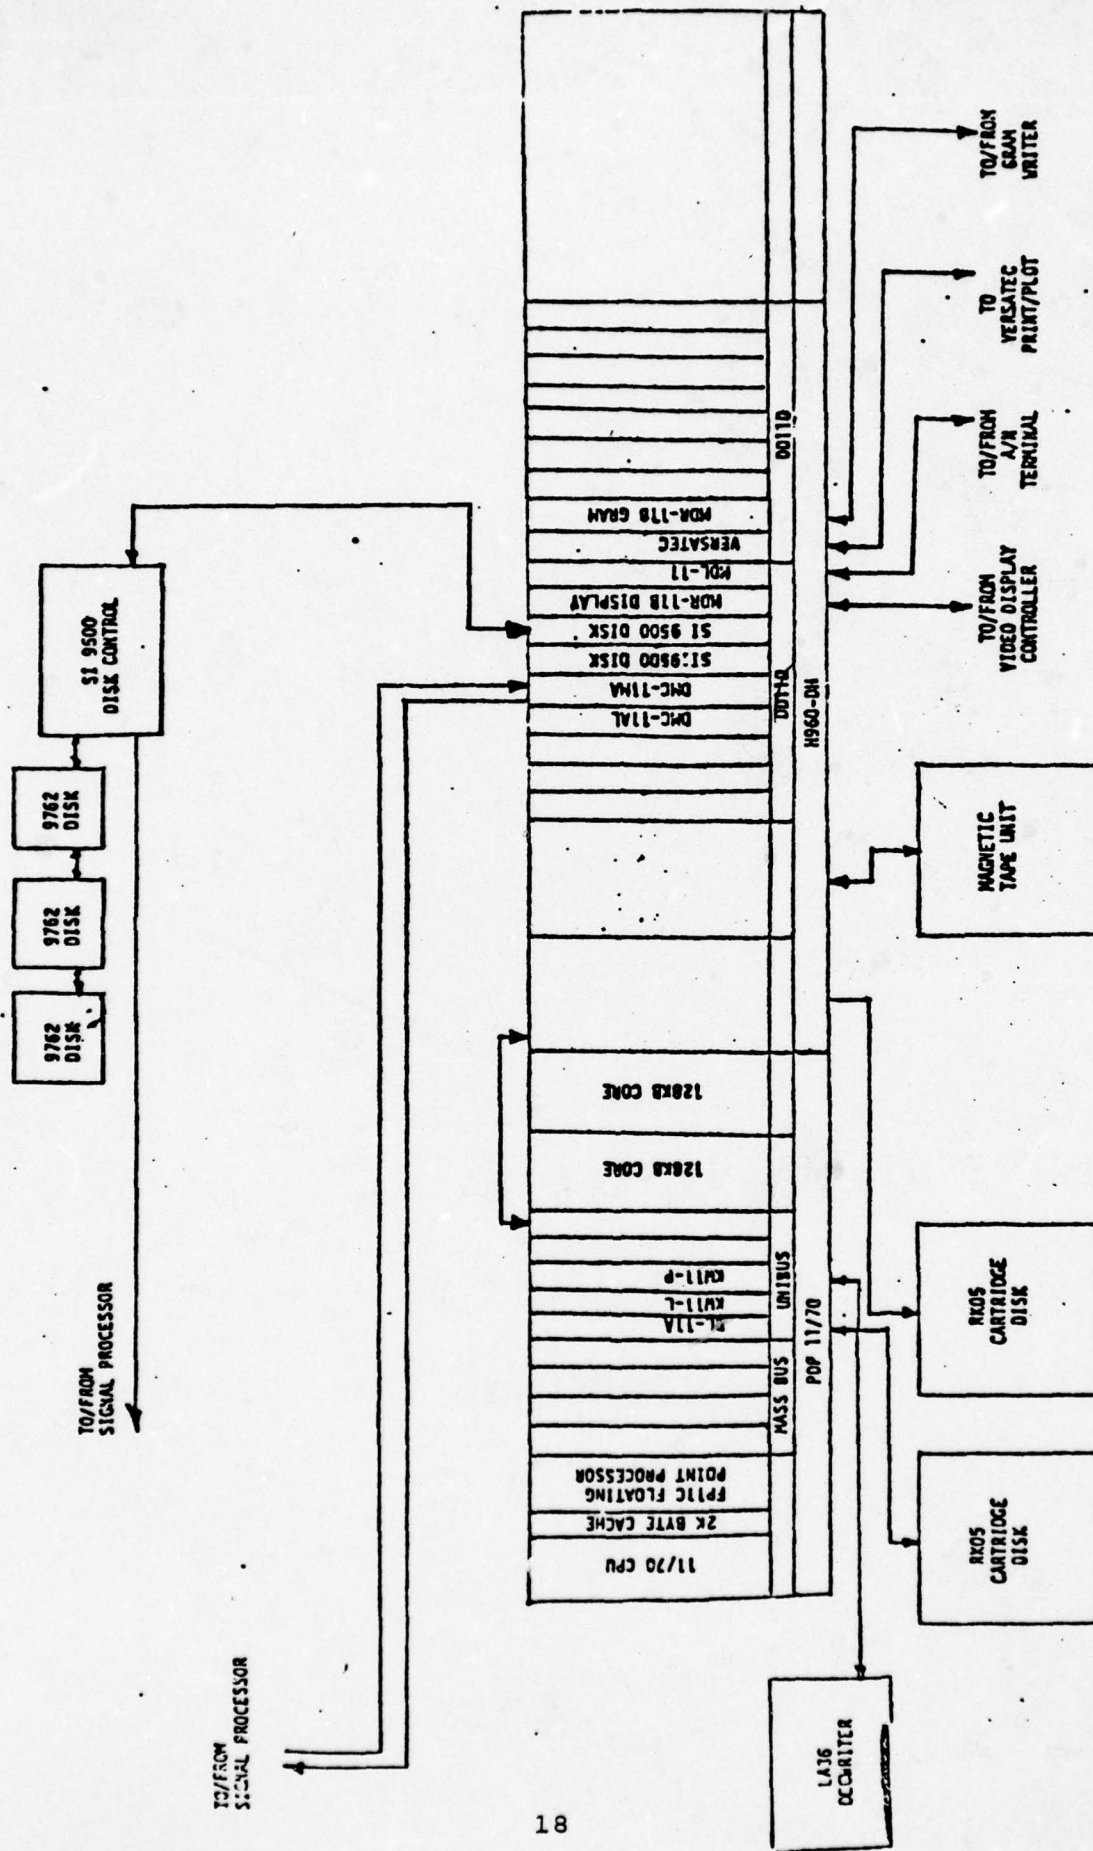 9762
DISK
9762
DISK
9762
DISK
SI 9500
DISK CONTROL
TO/FROM
SIGNAL PROCESSOR
TO/FROM
SIGNAL PROCESSOR
11/70 CPU
2K BYTE CACHE
FP11C FLOATING
POINT PROCESSOR
KW11-L
KW11-P
128KB CORE
128KB CORE
DMC-11AL
DMC-11MA
SI 9500 DISK
SI 9500 DISK
MDR-11B DISPLAY
MDL-11
VERSATEC
MDR-11B GRAM
MASS BUS
UNIBUS
DD11D
DD11D
PDP 11/70
H960-DH
LA36
DECWRITER
RK05
CARTRIDGE
DISK
RK05
CARTRIDGE
DISK
MAGNETIC
TAPE UNIT
TO/FROM
VIDEO DISPLAY
CONTROLLER
TO/FROM
A/N
TERMINAL
TO
VERSATEC
PRINT/PLOT
TO/FROM
GRAM
WRITER
18